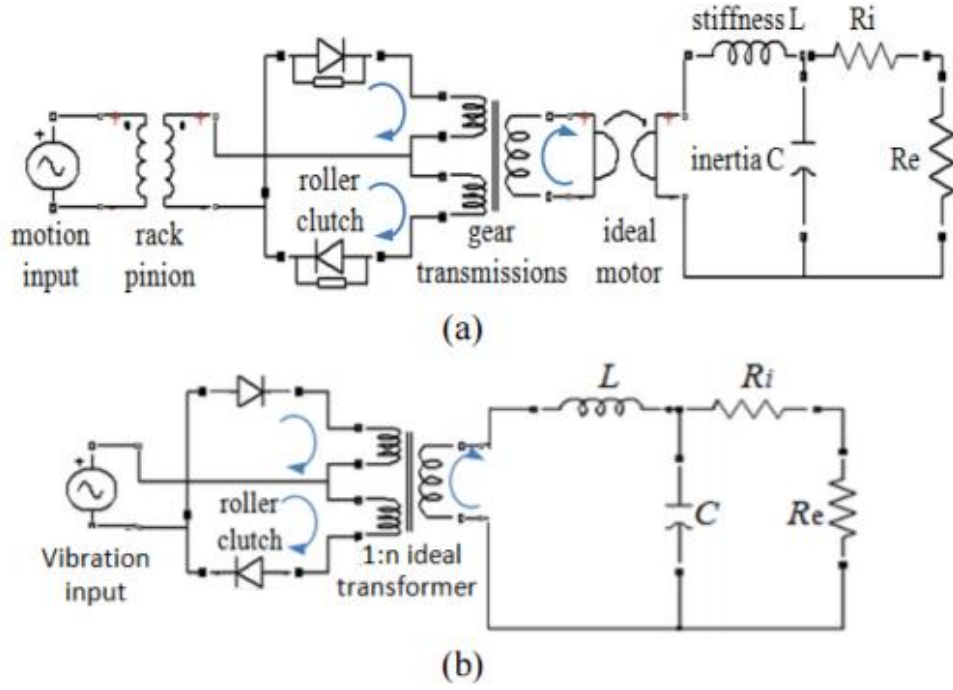 stiffness L
Ri
+
inertia C
Re
motion
input
rack
pinion
roller
clutch
gear
transmissions
ideal
motor
(a)
L
Ri
+
C
Re
Vibration
input
roller
clutch
1:n ideal
transformer
(b)